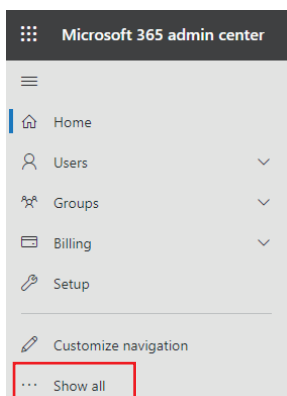 Microsoft 365 admin center
Home
Users
Groups
Billing
Setup
Customize navigation
Show all